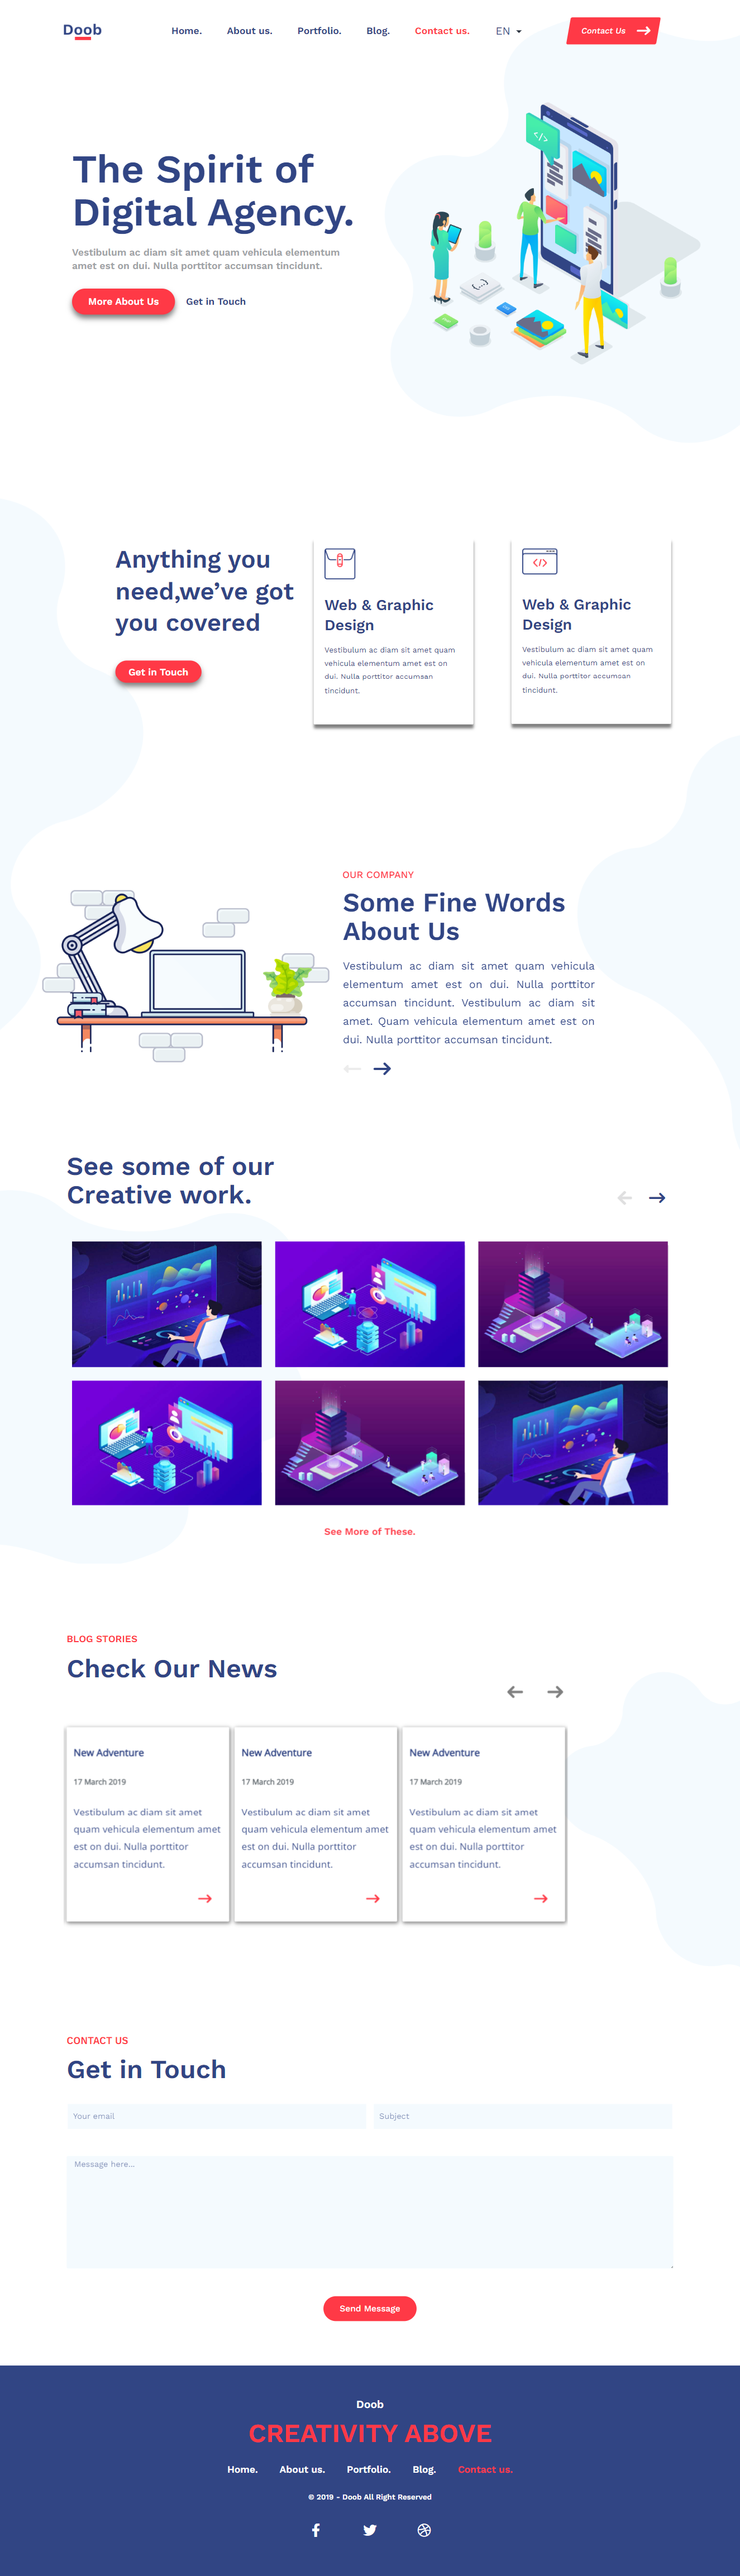 Doob
Home. About us. Portfolio. Blog. Contact us. EN
Contact Us
The Spirit of
Digital Agency.
Vestibulum ac diam sit amet quam vehicula elementum
amet est on dui. Nulla porttitor accumsan tincidunt.
More About Us Get in Touch
</>
{...}
Anything you
need,we’ve got
you covered
Get in Touch
Web & Graphic
Design
Vestibulum ac diam sit amet quam
vehicula elementum amet est on
dui. Nulla porttitor accumsan
tincidunt.
</>
Web & Graphic
Design
Vestibulum ac diam sit amet quam
vehicula elementum amet est on
dui. Nulla porttitor accumsan
tincidunt.
OUR COMPANY
Some Fine Words
About Us
Vestibulum ac diam sit amet quam vehicula
elementum amet est on dui. Nulla porttitor
accumsan tincidunt. Vestibulum ac diam sit
amet. Quam vehicula elementum amet est on
dui. Nulla porttitor accumsan tincidunt.
See some of our
Creative work.
See More of These.
BLOG STORIES
Check Our News
New Adventure
17 March 2019
Vestibulum ac diam sit amet
quam vehicula elementum amet
est on dui. Nulla porttitor
accumsan tincidunt.
New Adventure
17 March 2019
Vestibulum ac diam sit amet
quam vehicula elementum amet
est on dui. Nulla porttitor
accumsan tincidunt.
New Adventure
17 March 2019
Vestibulum ac diam sit amet
quam vehicula elementum amet
est on dui. Nulla porttitor
accumsan tincidunt.
CONTACT US
Get in Touch
Your email
Subject
Message here...
Send Message
Doob
CREATIVITY ABOVE
Home. About us. Portfolio. Blog. Contact us.
© 2019 - Doob All Right Reserved